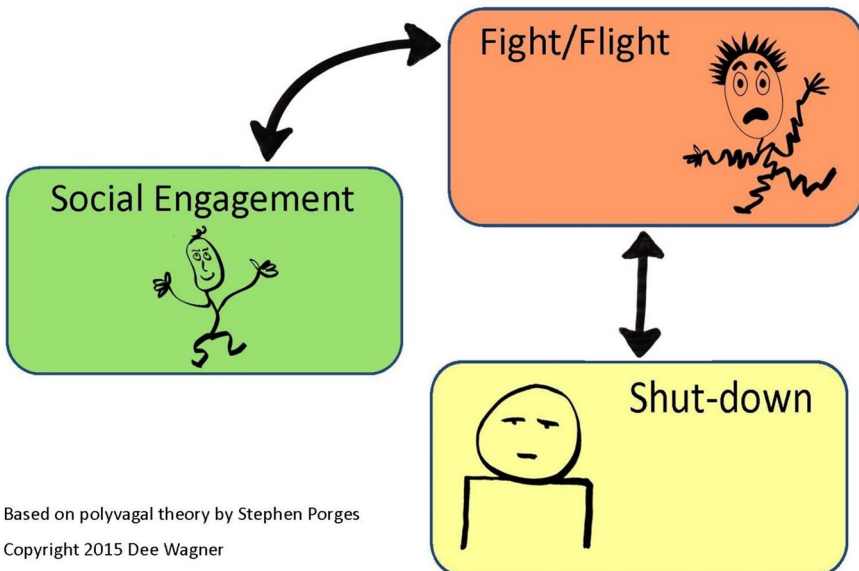 Fight/Flight
Social Engagement
Shut-down
Based on polyvagal theory by Stephen Porges
Copyright 2015 Dee Wagner